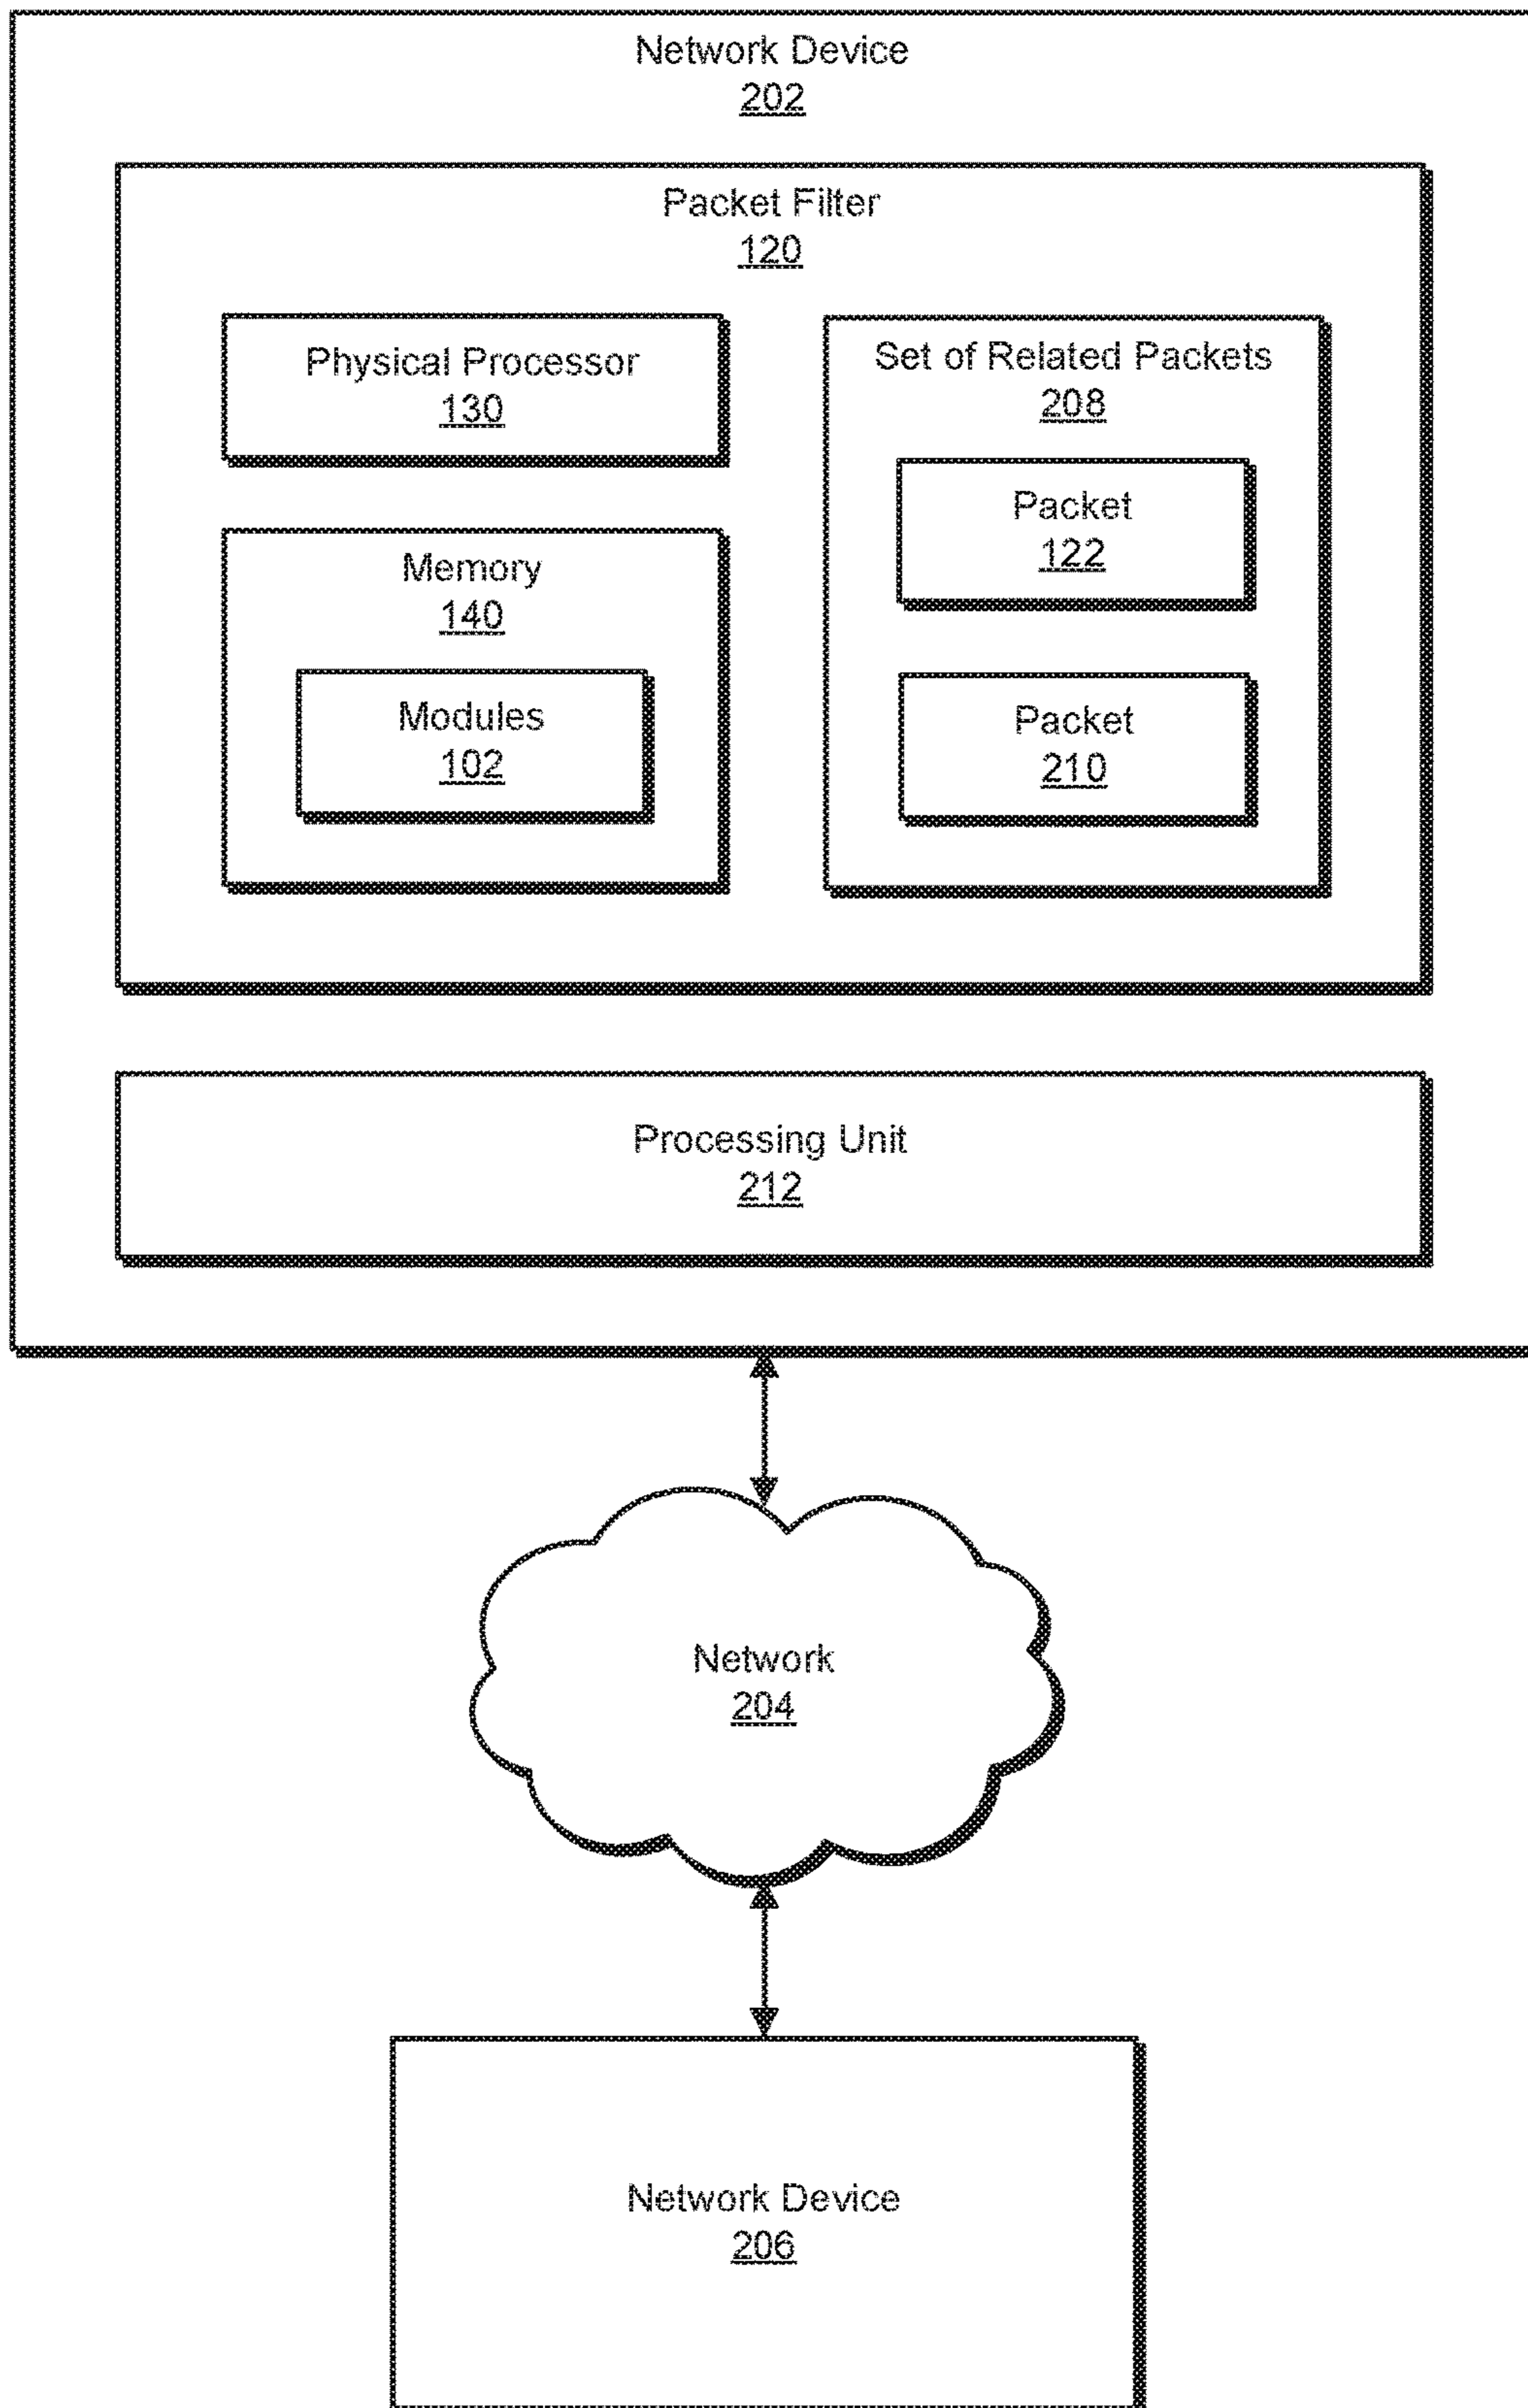 Network Device
202
Packet Filter
120
Physical Processor
130
Memory
140
Modules
102
Set of Related Packets
208
Packet
122
Packet
210
Processing Unit
212
Network
204
Network Device
206